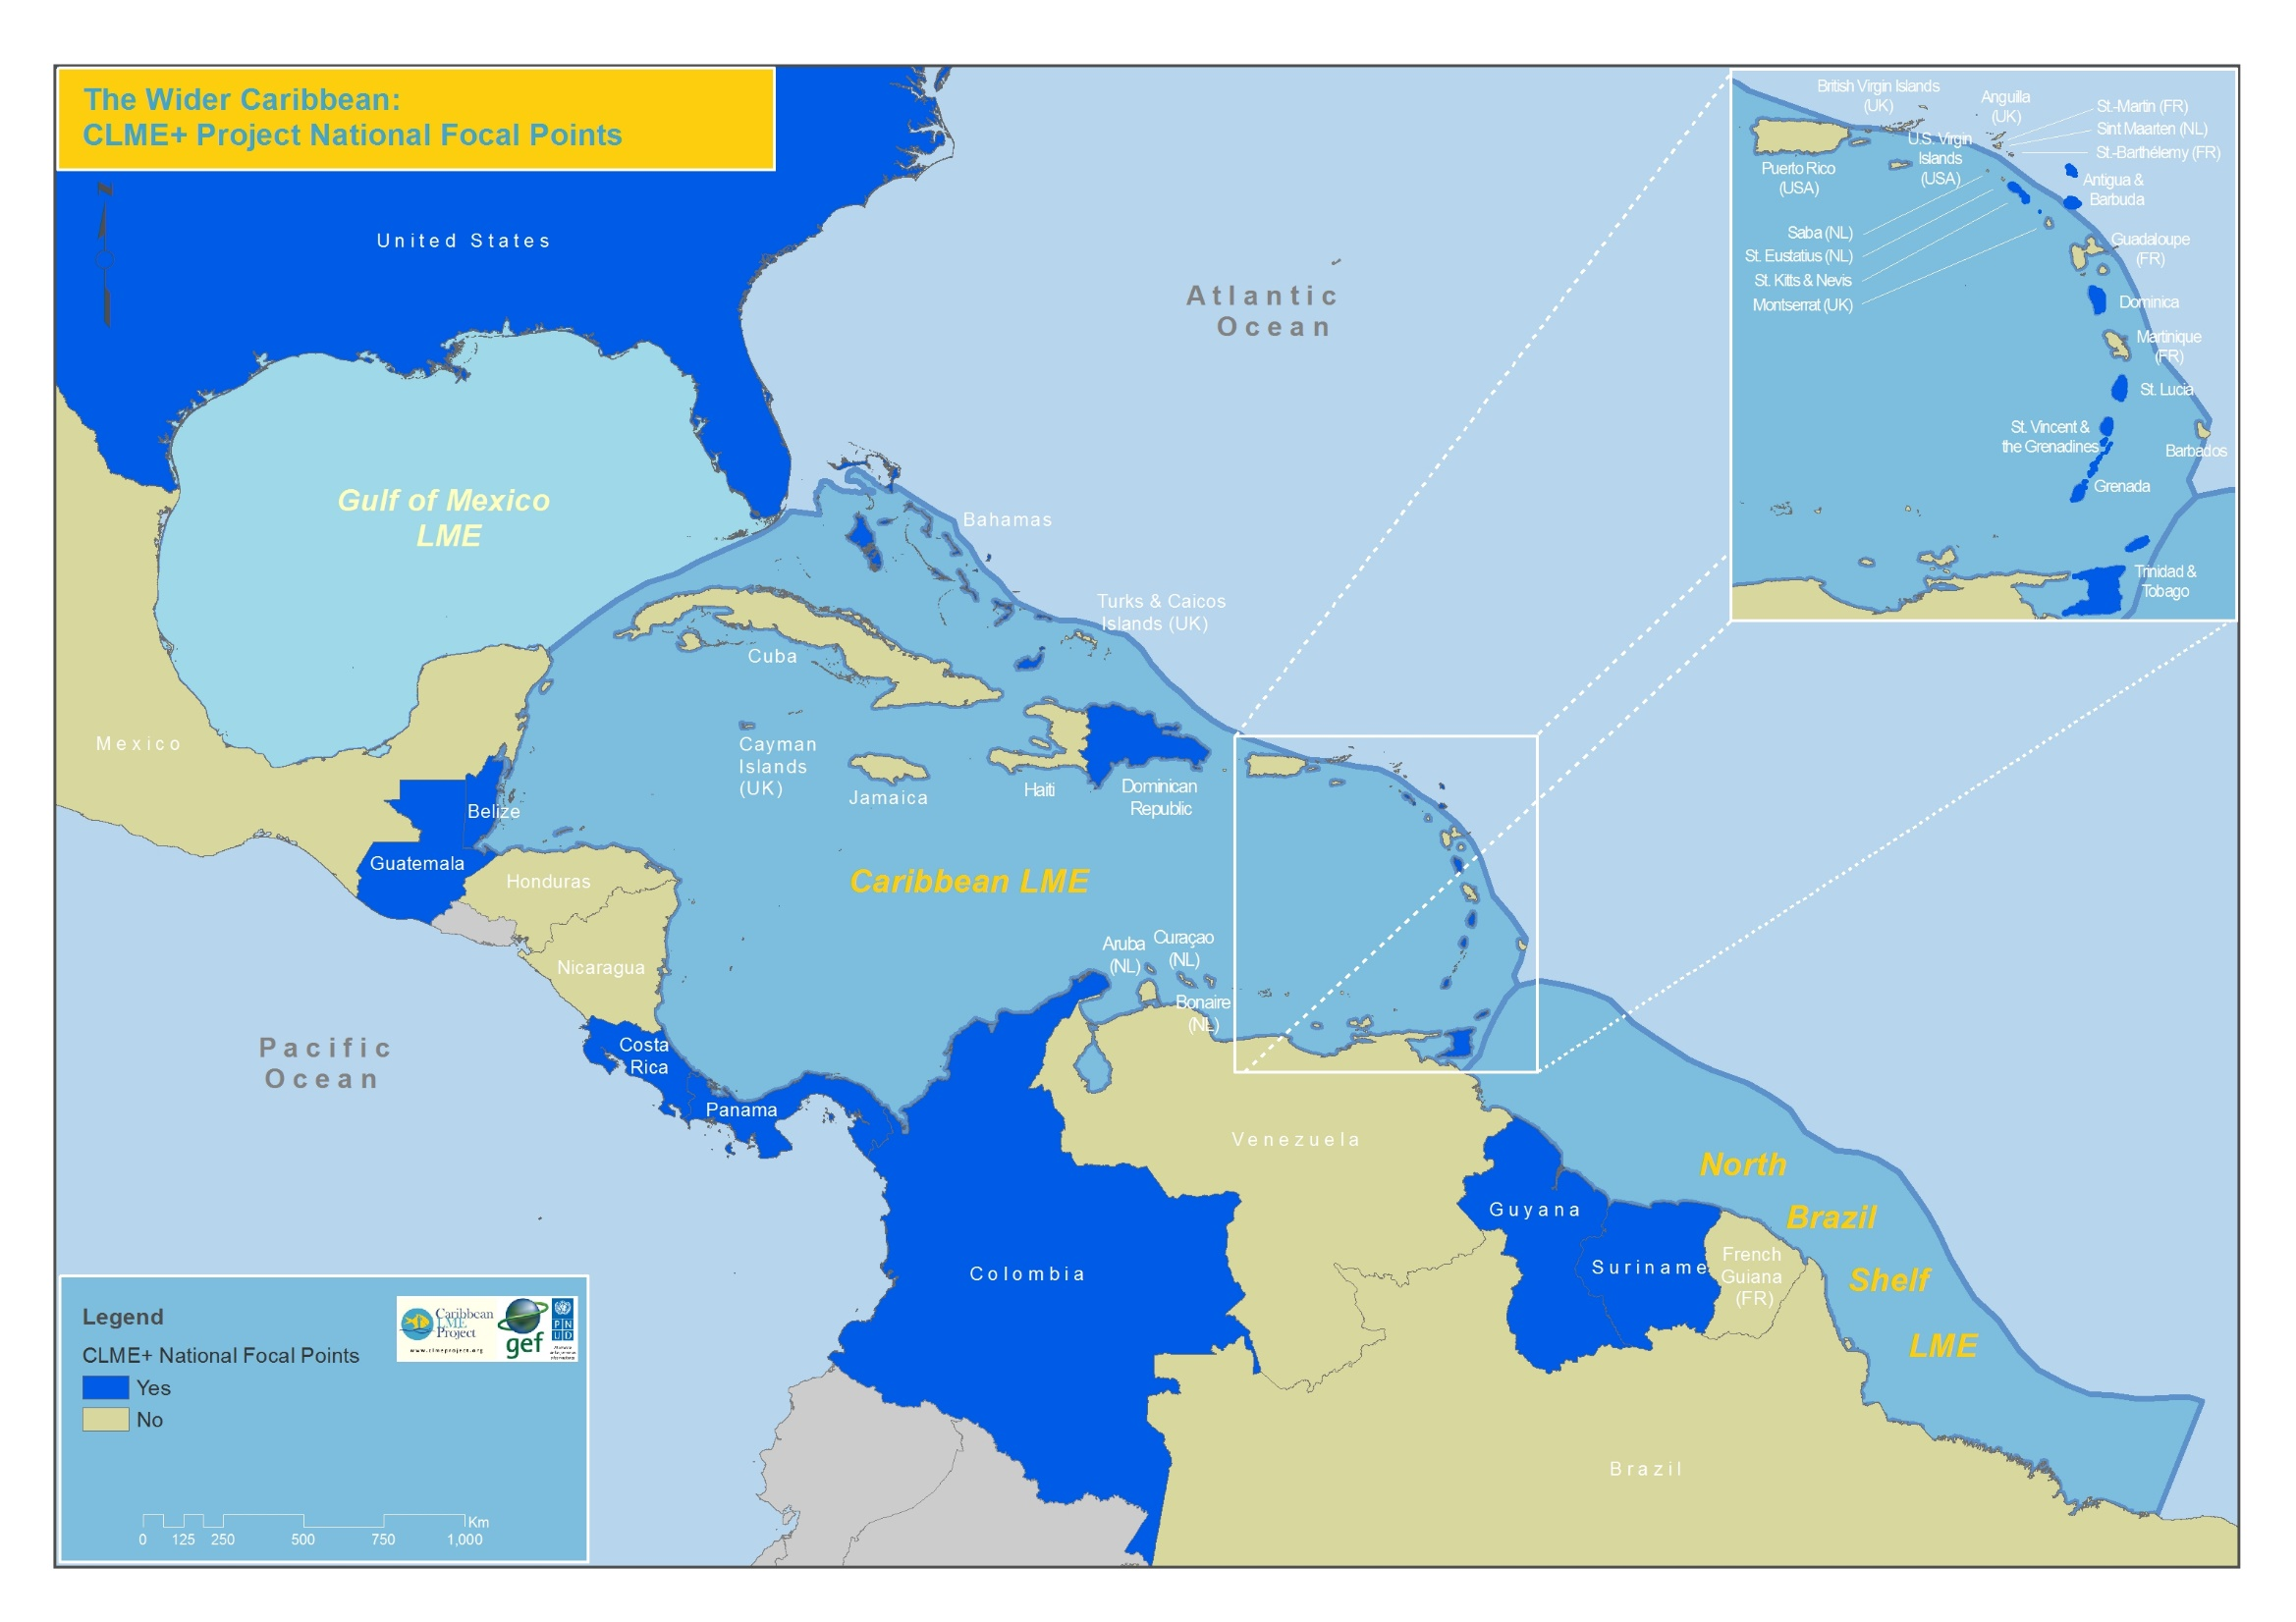 The Wider Caribbean:
CLME+ Project National Focal Points
N
United States
Atlantic
Ocean
Gulf of Mexico
LME
Bahamas
Turks & Caicos
Islands (UK)
Cuba
Mexico
Cayman
Islands
(UK)
Jamaica
Haiti
Dominican
Republic
Belize
Guatemala
Honduras
Caribbean LME
Nicaragua
Aruba
(NL)
Curaçao
(NL)
Bonaire
(NL)
Pacific
Ocean
Costa
Rica
Panama
Venezuela
Colombia
Guyana
Suriname
French
Guiana
(FR)
North
Brazil
Shelf
LME
Brazil
British Virgin Islands
(UK)
Anguilla
(UK)
St.-Martin (FR)
Sint Maarten (NL)
St.-Barthélemy (FR)
U.S. Virgin
Islands
(USA)
Puerto Rico
(USA)
Antigua &
Barbuda
Saba (NL)
St. Eustatius (NL)
St. Kitts & Nevis
Montserrat (UK)
Guadaloupe
(FR)
Dominica
Martinique
(FR)
St. Lucia
St. Vincent &
the Grenadines
Barbados
Grenada
Trinidad &
Tobago
Legend
CLME+ National Focal Points
Yes
No
Caribbean
LME
Project
www.clmeproject.org
gef
P N
U D
Km
0 125 250 500 750 1,000